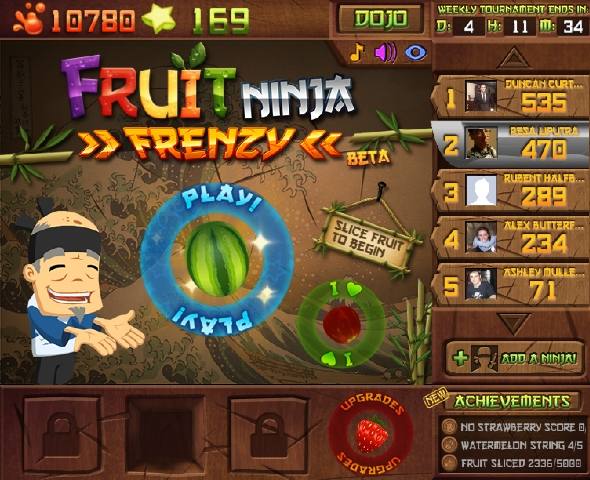 10780 169 DOJO
WEEKLY TOURNAMENT ENDS IN:
D: 4 H: 11 M: 34
FRUIT NINJA
FRENZY
BETA
PLAY!
PLAY!
SLICE FRUIT
TO BEGIN
1
1
1 DUNCAN CURT...
535
2 BESA LIPUTRA
470
3 RUBENT HALFB...
289
4 ALEX BUTTERF...
234
5 ASHLEY MULLE...
71
ADD A NINJA!
UPGRADES
UPGRADES
NEW
ACHIEVEMENTS
NO STRAWBERRY SCORE 0
WATERMELON STRING 4/5
FRUIT SLICED 2336/5000